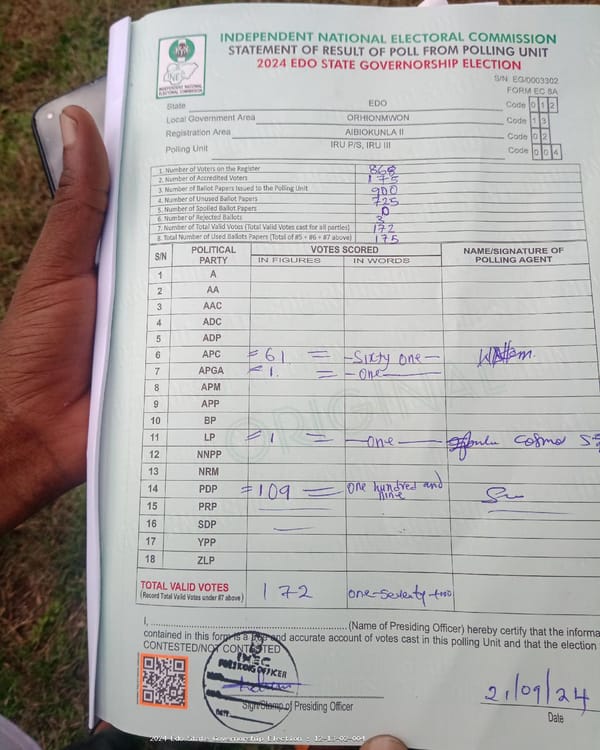 INDEPENDENT NATIONAL ELECTORAL COMMISSION
STATEMENT OF RESULT OF POLL FROM POLLING UNIT
2024 EDO STATE GOVERNORSHIP ELECTION
INEC
INDEPENDENT NATIONAL ELECTORAL COMMISSION
S/N: EG/0003302
FORM EC 8A
State EDO Code 0 1 2
Local Government Area ORHIONMWON Code 1 3
Registration Area AIBIOKUNLA II Code 0 2
Polling Unit IRU P/S, IRU III Code 0 0 4
1. Number of Voters on the Register 868
2. Number of Accredited Voters 175
3. Number of Ballot Papers Issued to the Polling Unit 900
4. Number of Unused Ballot Papers 725
5. Number of Spoiled Ballot Papers 0
6. Number of Rejected Ballots 3
7. Number of Total Valid Votes (Total Valid Votes cast for all parties) 172
8. Total Number of Used Ballots Papers (Total of #5 + #6 + #7 above) 175
S/N POLITICAL PARTY VOTES SCORED NAME/SIGNATURE OF POLLING AGENT
IN FIGURES IN WORDS
1 A
2 AA
3 AAC
4 ADC
5 ADP
6 APC = 61 = - Sixty one -
7 APGA = 1. = - one
8 APM
9 APP
10 BP
11 LP = 1 = - one - Cosmo
12 NNPP
13 NRM
14 PDP = 109 = one hundred and nine
15 PRP
16 SDP
17 YPP
18 ZLP
ORIGINAL
TOTAL VALID VOTES 172 one-seventy-two
(Record Total Valid Votes under #7 above)
I, (Name of Presiding Officer) hereby certify that the informa
contained in this form is a true and accurate account of votes cast in this polling Unit and that the election
CONTESTED/NOT CONTESTED
INEC
PRESIDING OFFICER
DATE
Sign/Stamp of Presiding Officer
21/09/24
Date
2024 Edo State Governorship Election - 12-13-02-004